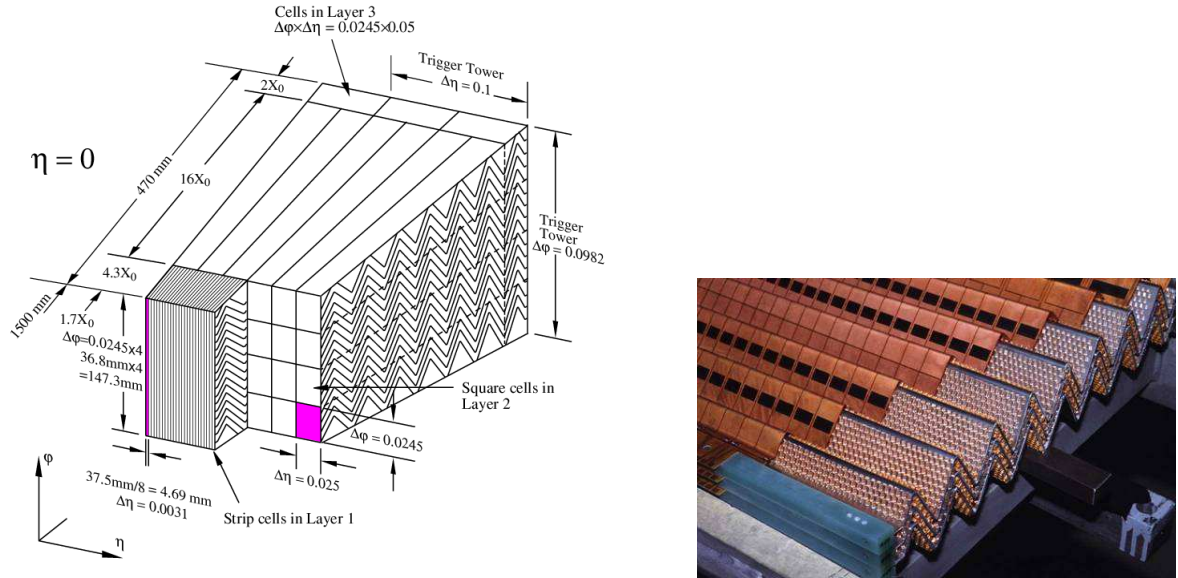 Cells in Layer 3
Δφ×Δη = 0.0245×0.05
Trigger Tower
Δη = 0.1
2X₀
η = 0
470 mm
16X₀
Trigger
Tower
Δφ = 0.0982
4.3X₀
1500 mm
1.7X₀
Δφ=0.0245x4
36.8mmx4
=147.3mm
Square cells in
Layer 2
Δφ = 0.0245
Δη = 0.025
37.5mm/8 = 4.69 mm
Δη = 0.0031
Strip cells in Layer 1
φ
η